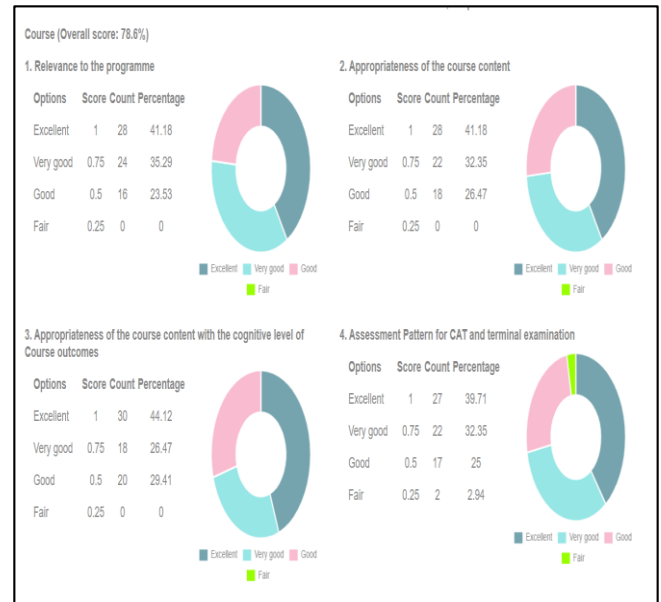 Course (Overall score: 78.6%)
1. Relevance to the programme
Options Score Count Percentage
Excellent 1 28 41.18
Very good 0.75 24 35.29
Good 0.5 16 23.53
Fair 0.25 0 0
Excellent Very good Good
Fair
2. Appropriateness of the course content
Options Score Count Percentage
Excellent 1 28 41.18
Very good 0.75 22 32.35
Good 0.5 18 26.47
Fair 0.25 0 0
Excellent Very good Good
Fair
3. Appropriateness of the course content with the cognitive level of
Course outcomes
Options Score Count Percentage
Excellent 1 30 44.12
Very good 0.75 18 26.47
Good 0.5 20 29.41
Fair 0.25 0 0
Excellent Very good Good
Fair
4. Assessment Pattern for CAT and terminal examination
Options Score Count Percentage
Excellent 1 27 39.71
Very good 0.75 22 32.35
Good 0.5 17 25
Fair 0.25 2 2.94
Excellent Very good Good
Fair